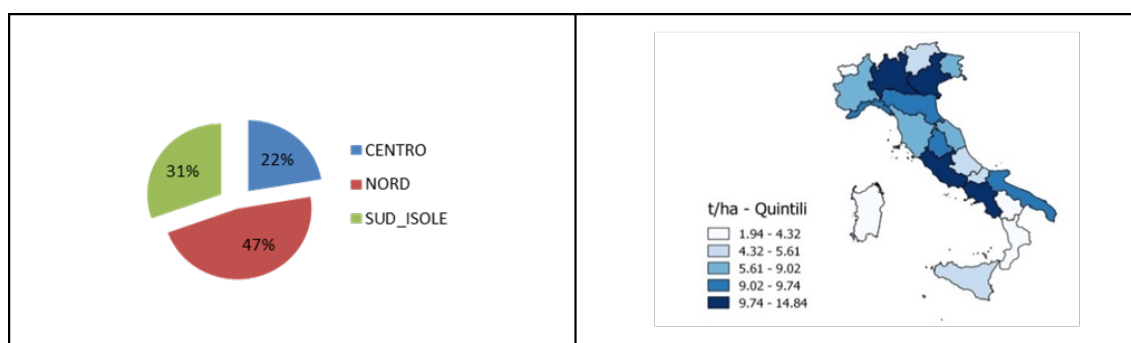 22%
31%
47%
CENTRO
NORD
SUD_ISOLE
t/ha - Quintili
1.94 - 4.32
4.32 - 5.61
5.61 - 9.02
9.02 - 9.74
9.74 - 14.84